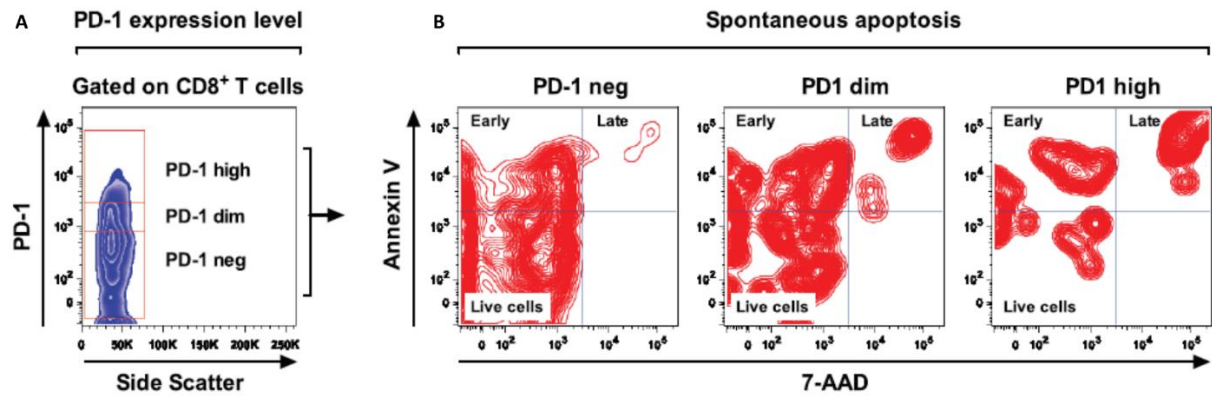 A
PD-1 expression level
Gated on CD8⁺ T cells
PD-1
10⁵
10⁴
10³
10²
0
PD-1 high
PD-1 dim
PD-1 neg
0 50K 100K 150K 200K 250K
Side Scatter
B
Spontaneous apoptosis
PD-1 neg
PD1 dim
PD1 high
Annexin V
10⁵
10⁴
10³
10²
0
Early
Late
Live cells
0 10² 10³ 10⁴ 10⁵
10⁵
10⁴
10³
10²
0
Early
Late
Live cells
0 10² 10³ 10⁴ 10⁵
10⁵
10⁴
10³
10²
0
Early
Late
Live cells
0 10² 10³ 10⁴ 10⁵
7-AAD